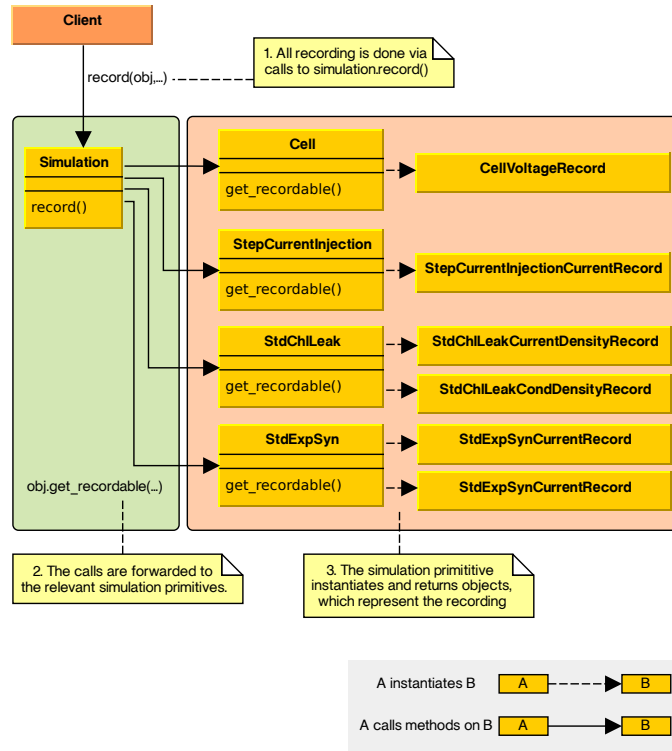 Client
1. All recording is done via
calls to simulation.record()
record(obj,...)
Simulation
record()
Cell
get_recordable()
CellVoltageRecord
StepCurrentInjection
get_recordable()
StepCurrentInjectionCurrentRecord
StdChlLeak
get_recordable()
StdChlLeakCurrentDensityRecord
StdChlLeakCondDensityRecord
StdExpSyn
get_recordable()
StdExpSynCurrentRecord
StdExpSynCurrentRecord
obj.get_recordable(...)
2. The calls are forwarded to
the relevant simulation primitives.
3. The simulation primititive
instantiates and returns objects,
which represent the recording
A instantiates B
A
B
A calls methods on B
A
B